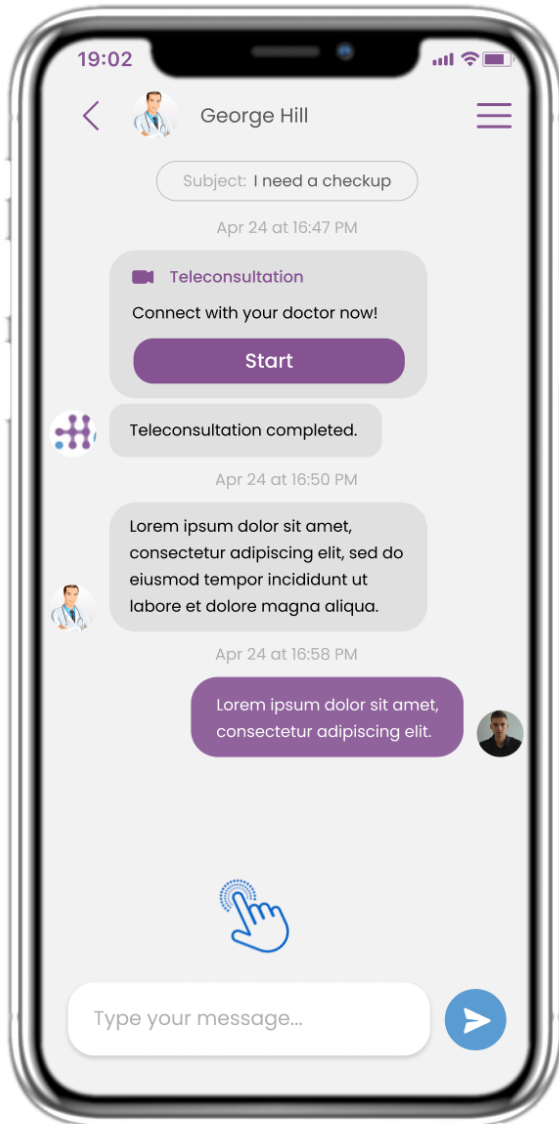 19:02
George Hill
Subject: I need a checkup
Apr 24 at 16:47 PM
Teleconsultation
Connect with your doctor now!
Start
Teleconsultation completed.
Apr 24 at 16:50 PM
Lorem ipsum dolor sit amet,
consectetur adipiscing elit, sed do
eiusmod tempor incididunt ut
labore et dolore magna aliqua.
Apr 24 at 16:58 PM
Lorem ipsum dolor sit amet,
consectetur adipiscing elit.
Type your message...